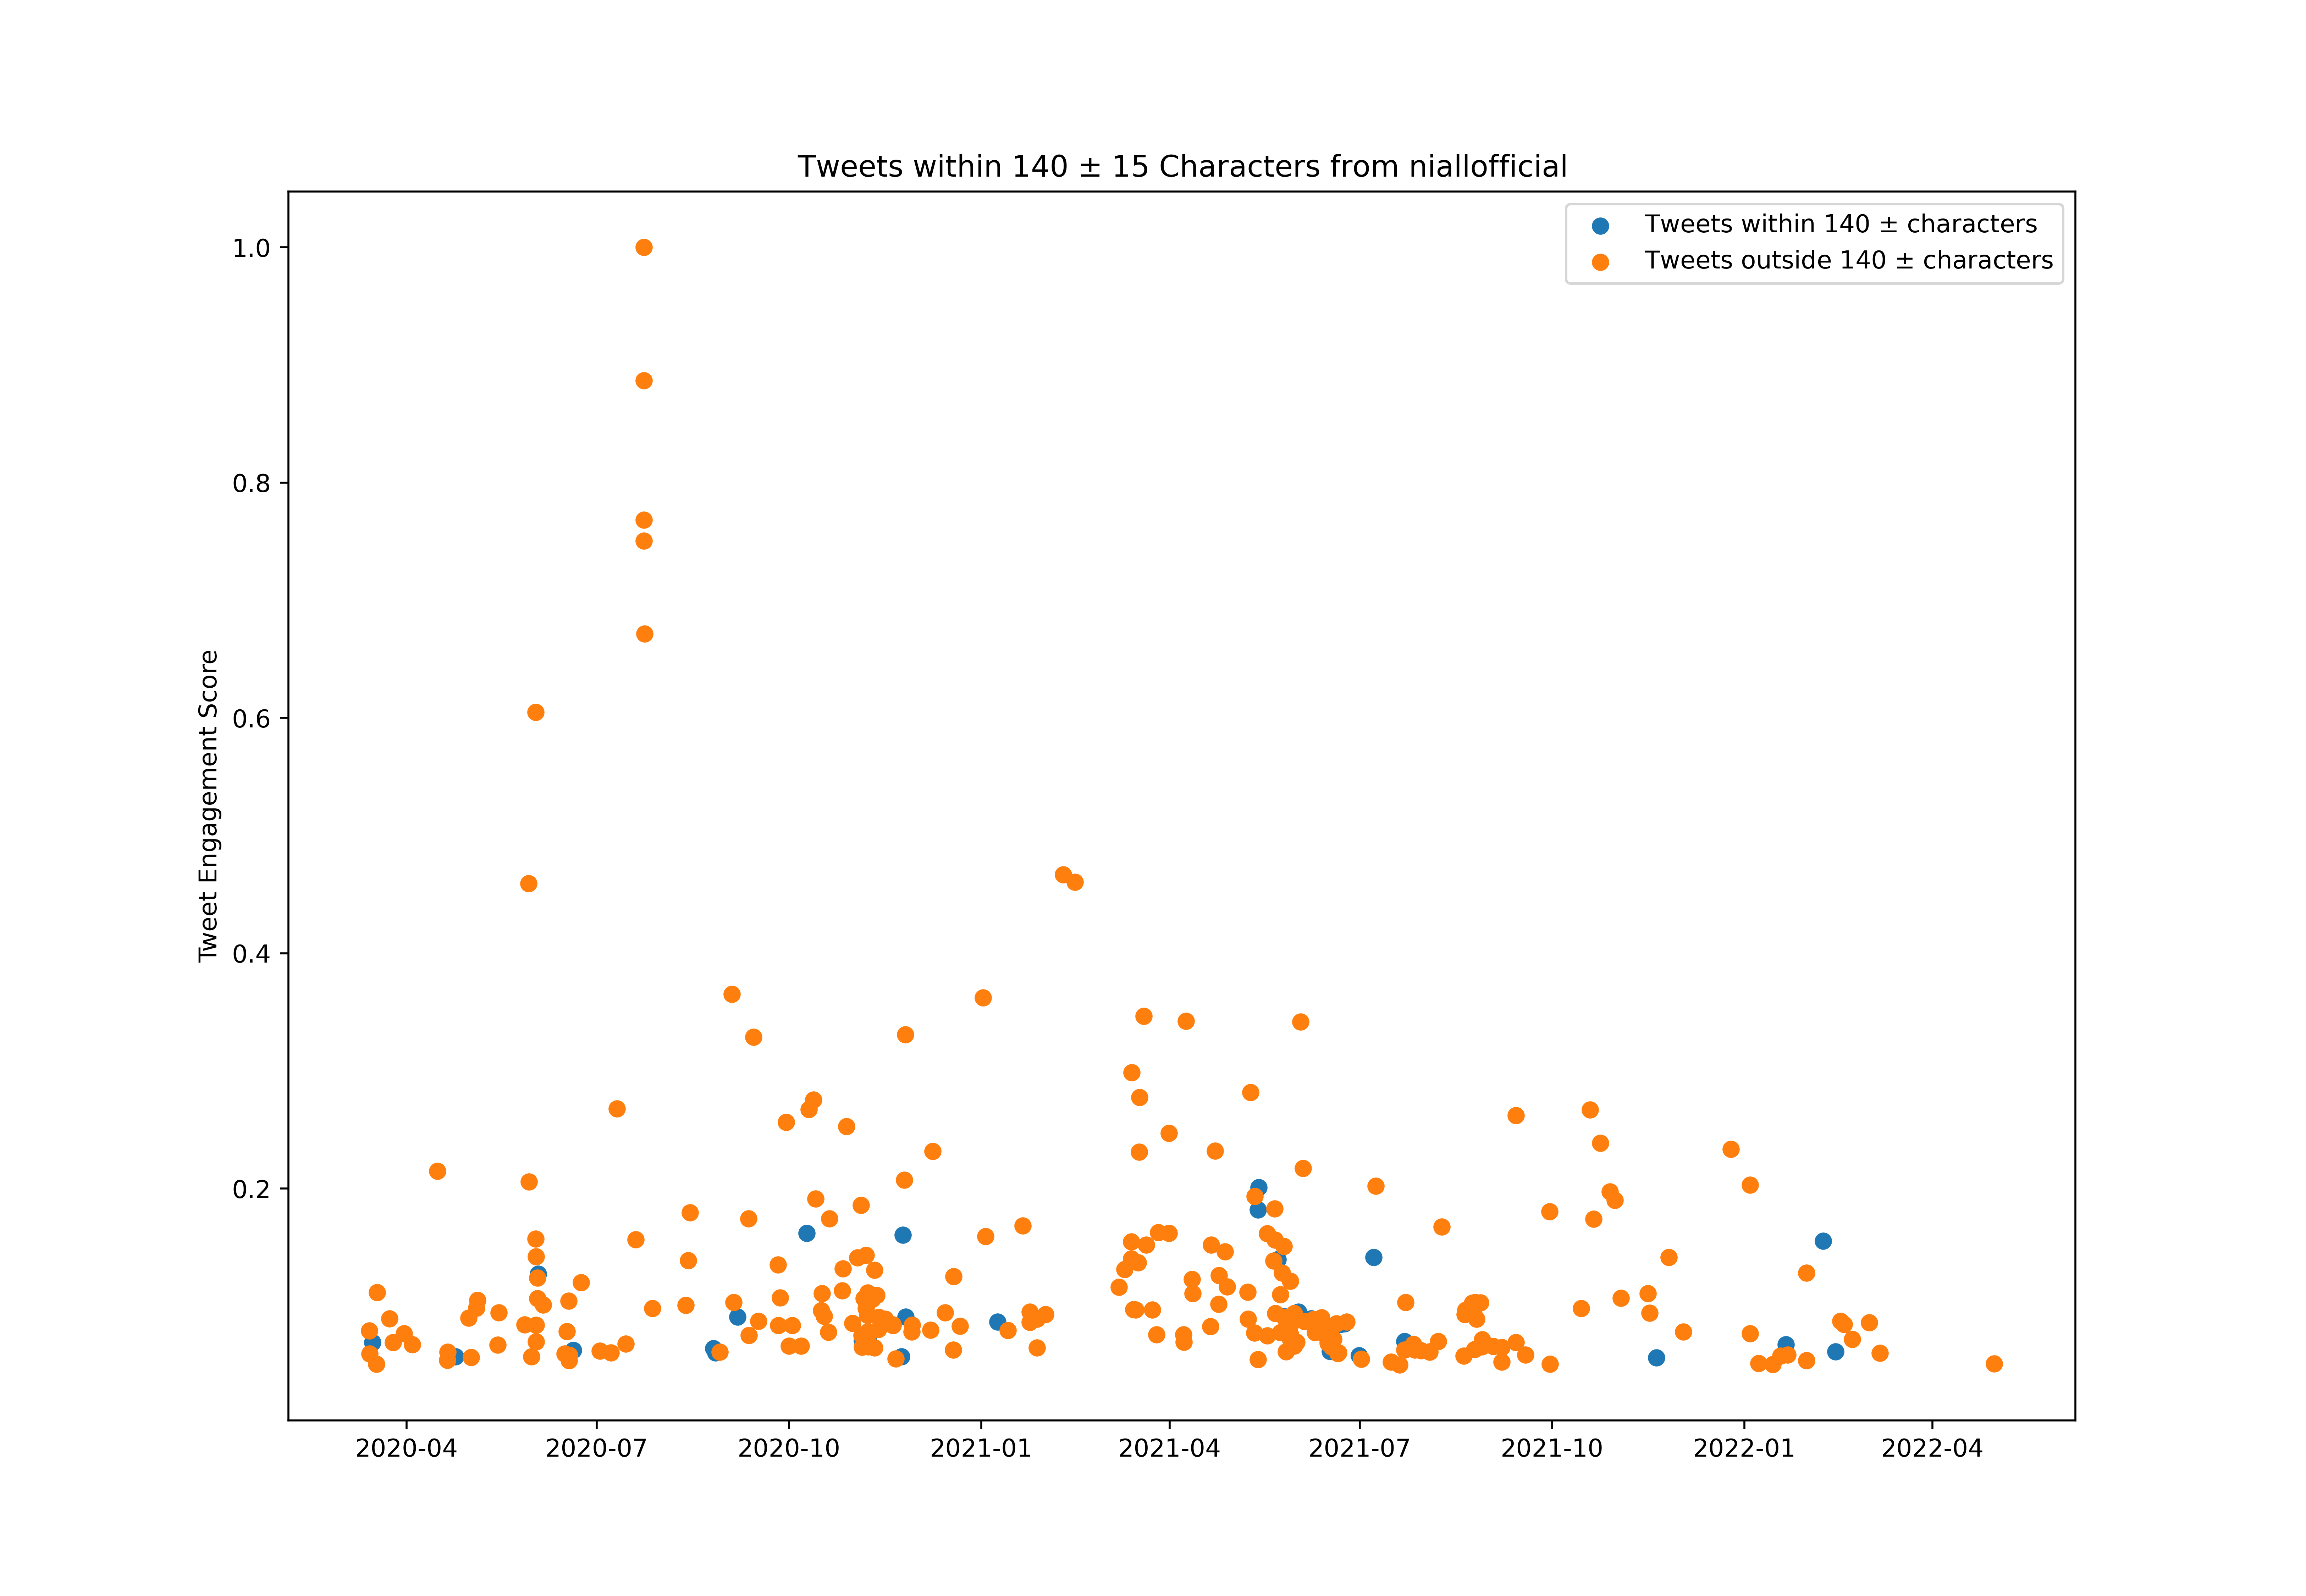 Tweets within 140 ± 15 Characters from niallofficial
Tweets within 140 ± characters
Tweets outside 140 ± characters
1.0
0.8
0.6
0.4
0.2
Tweet Engagement Score
2020-04 2020-07 2020-10 2021-01 2021-04 2021-07 2021-10 2022-01 2022-04